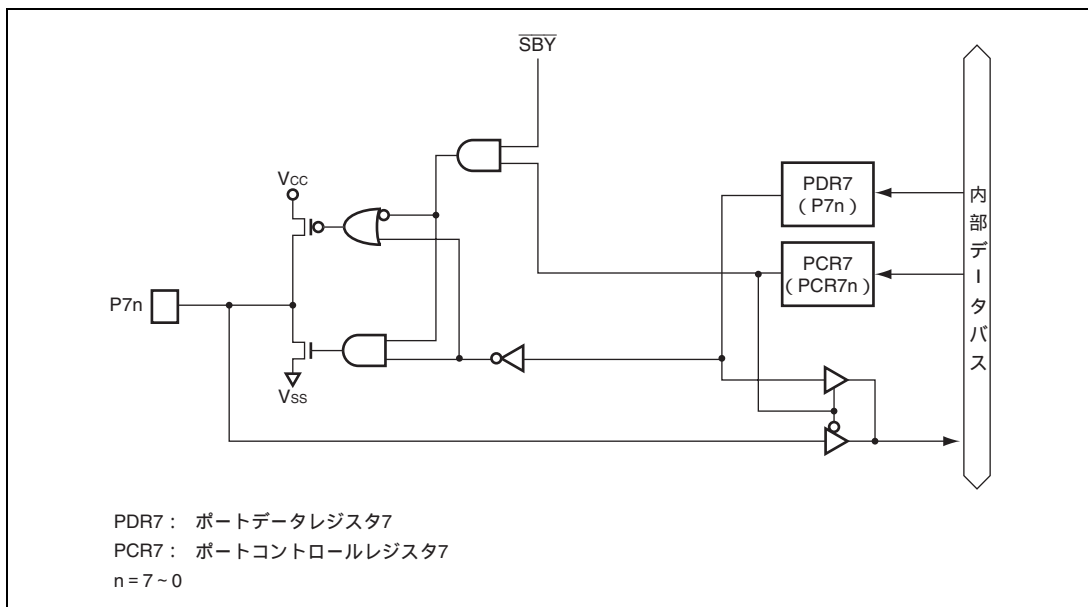 SBY
VCC
PDR7
（P7n）
PCR7
（PCR7n）
内部データバス
P7n
VSS
PDR7： ポートデータレジスタ7
PCR7： ポートコントロールレジスタ7
n = 7～0